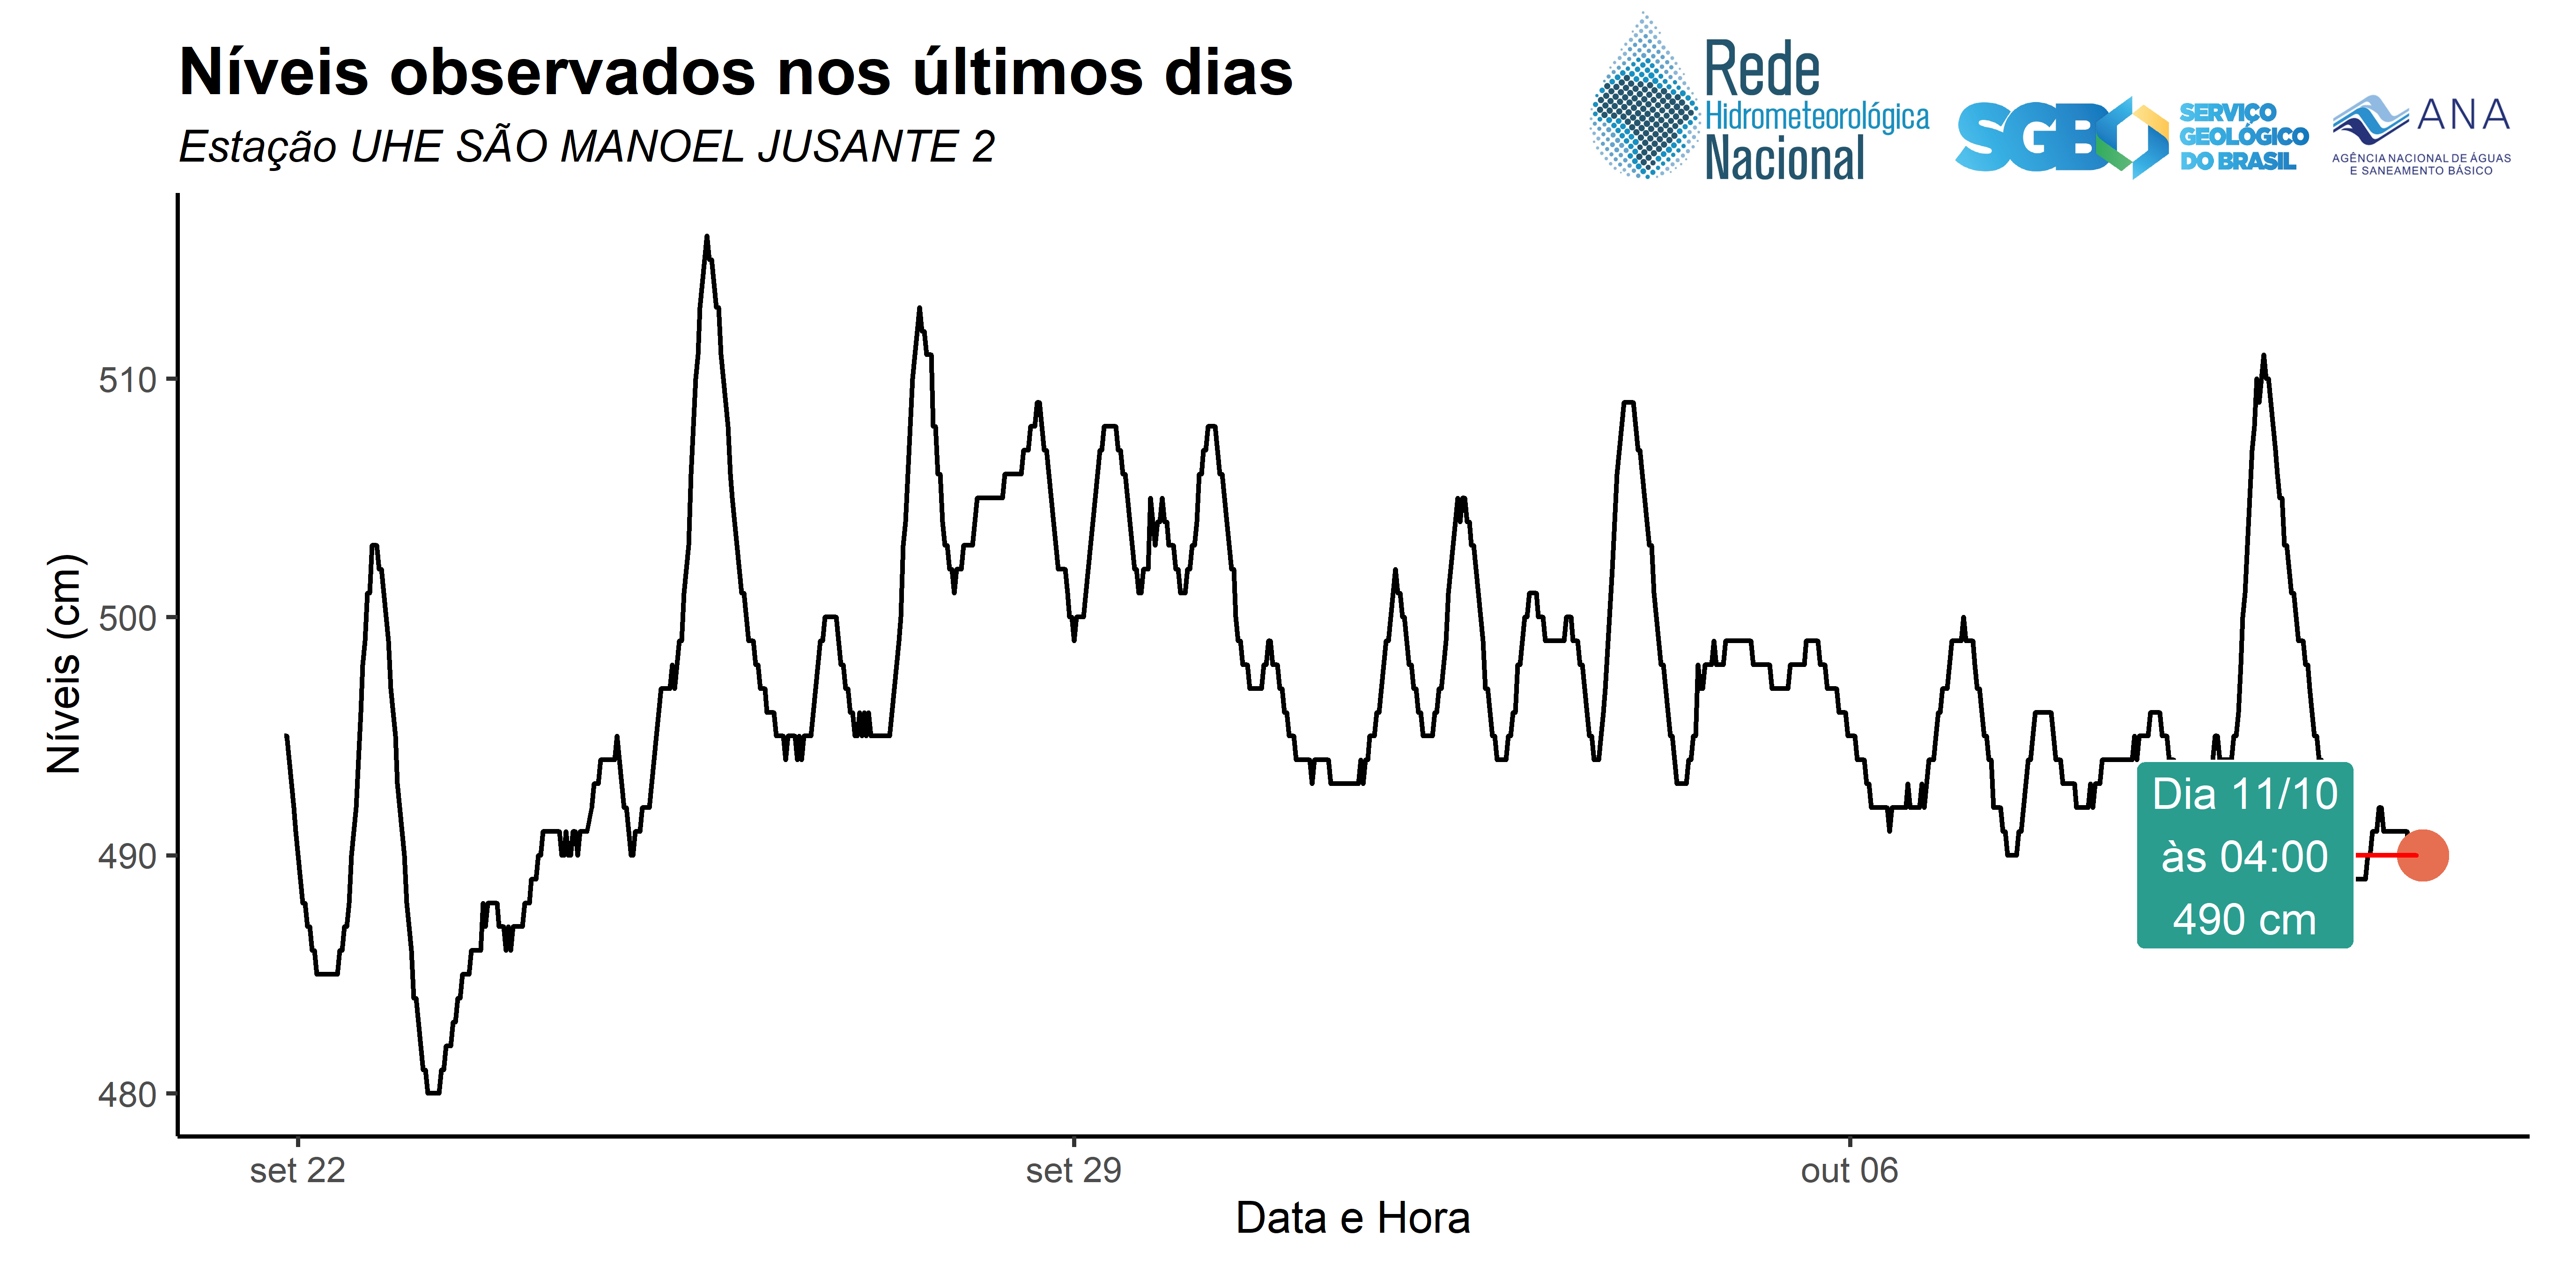 Níveis observados nos últimos dias
Estação UHE SÃO MANOEL JUSANTE 2
Rede
Hidrometeorológica
Nacional
SGB
SERVIÇO
GEOLÓGICO
DO BRASIL
ANA
AGÊNCIA NACIONAL DE ÁGUAS
E SANEAMENTO BÁSICO
Níveis (cm)
510
500
490
480
Dia 11/10
às 04:00
490 cm
set 22
set 29
out 06
Data e Hora